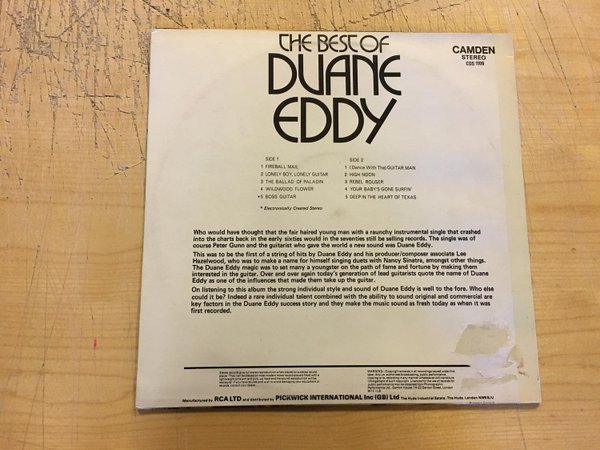 THE BEST OF
DUANE
EDDY
CAMDEN
STEREO
CDS 1109
SIDE 1
1 FIREBALL MAIL
2 LONELY BOY, LONELY GUITAR
3 THE BALLAD OF PALADIN
4 WILDWOOD FLOWER
*5 BOSS GUITAR
* Electronically Created Stereo
SIDE 2
1 (Dance With The) GUITAR MAN
2 HIGH NOON
3 REBEL ROUSER
4 YOUR BABY'S GONE SURFIN'
5 DEEP IN THE HEART OF TEXAS
Who would have thought that the fair haired young man with a raunchy instrumental single that crashed
into the charts back in the early sixties would in the seventies still be selling records. The single was of
course Peter Gunn and the guitarist who gave the world a new sound was Duane Eddy.
This was to be the first of a string of hits by Duane Eddy and his producer/composer associate Lee
Hazelwood, who was to make a name for himself singing duets with Nancy Sinatra, amongst other things.
The Duane Eddy magic was to set many a youngster on the path of fame and fortune by making them
interested in the guitar. Over and over again today's generation of lead guitarists quote the name of Duane
Eddy as one of the influences that made them take up the guitar.
On listening to this album the strong individual style and sound of Duane Eddy is well to the fore. Who else
could it be? Indeed a rare individual talent combined with the ability to sound original and commercial are
key factors in the Duane Eddy success story and they make the music sound as fresh today as when it was
first recorded.
Manufactured by RCA LTD and distributed by PICKWICK INTERNATIONAL Inc (GB) Ltd The Hyde Industrial Estate, The Hyde, London NW9 6JU